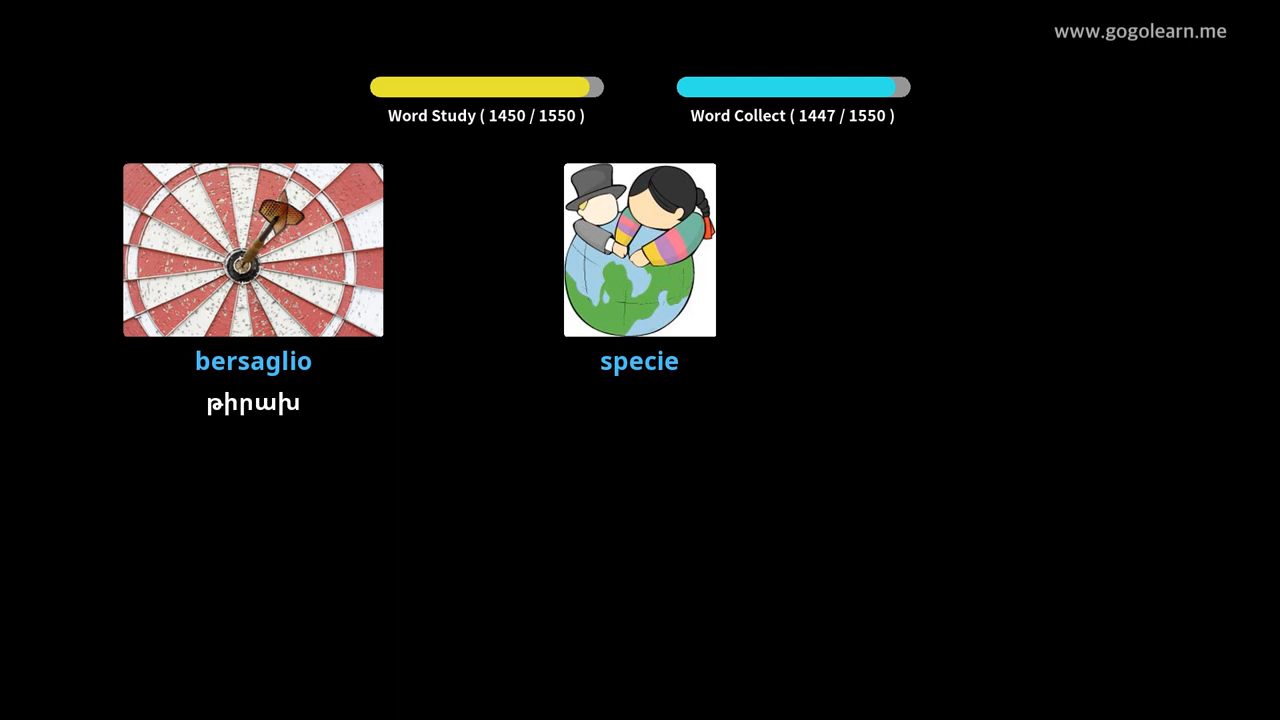 www.gogolearn.me
Word Study ( 1450 / 1550 )
Word Collect ( 1447 / 1550 )
bersaglio
specie
թիրախ